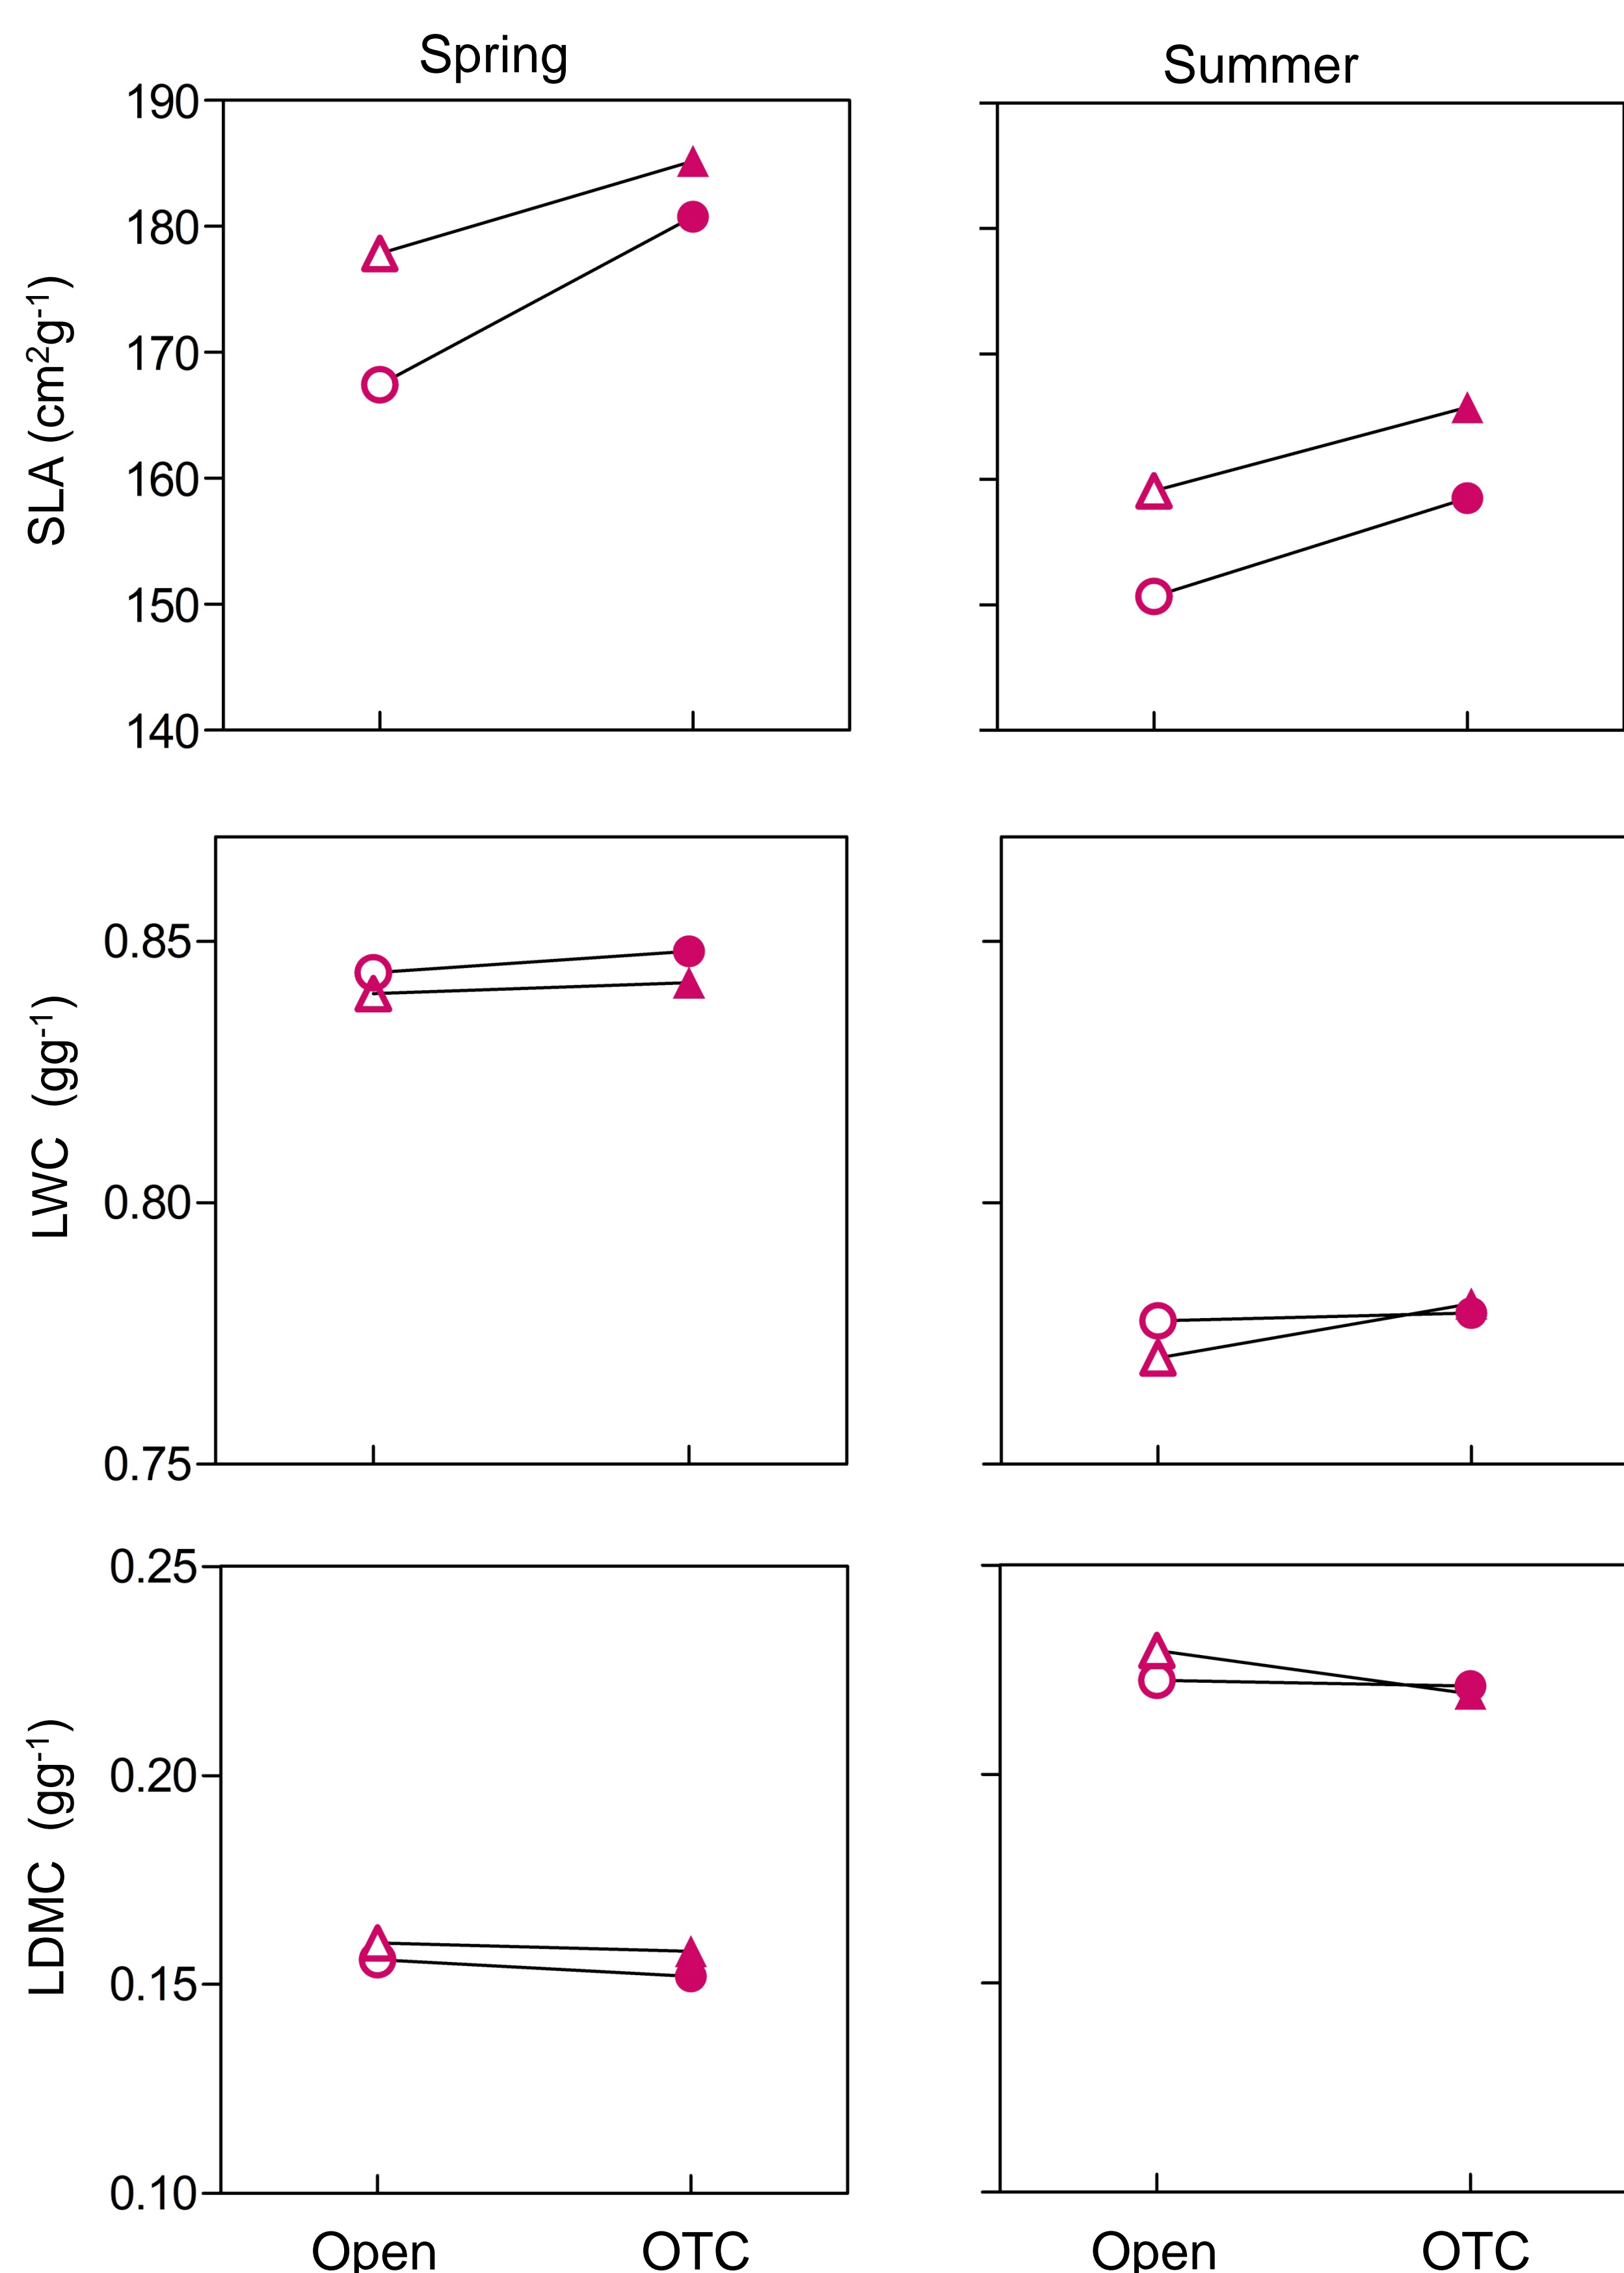 Spring
Summer
190
180
170
160
150
140
SLA (cm²g⁻¹)
0.85
0.80
0.75
LWC (gg⁻¹)
0.25
0.20
0.15
0.10
LDMC (gg⁻¹)
Open
OTC
Open
OTC